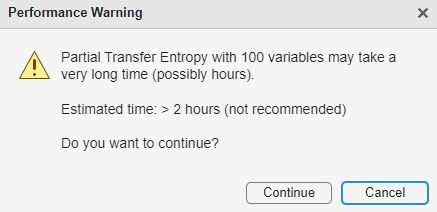 Performance Warning
Partial Transfer Entropy with 100 variables may take a
very long time (possibly hours).
Estimated time: > 2 hours (not recommended)
Do you want to continue?
Continue
Cancel